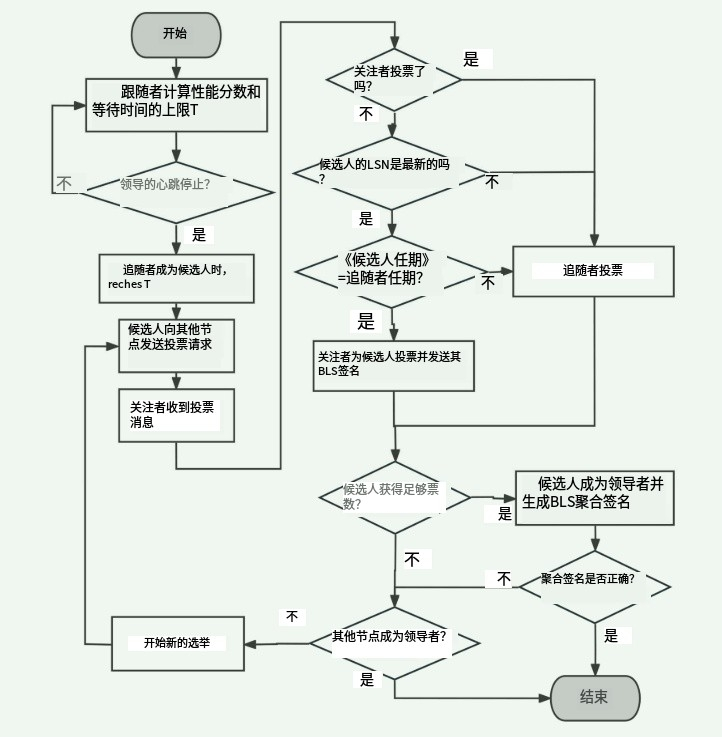 开始
跟随者计算性能分数和
等待时间的上限T
领导的心跳停止?
不
是
追随者成为候选人时，
reches T
候选人向其他节
点发送投票请求
关注者收到投票
消息
关注者投票了
吗?
是
不
候选人的LSN是最新的吗
?
不
是
《候选人任期》
=追随者任期?
不
是
追随者投票
关注者为候选人投票并发送其
BLS签名
候选人获得足够票
数?
是
不
候选人成为领导者并
生成BLS聚合签名
聚合签名是否正确?
不
是
其他节点成为领导者?
不
是
开始新的选举
结束